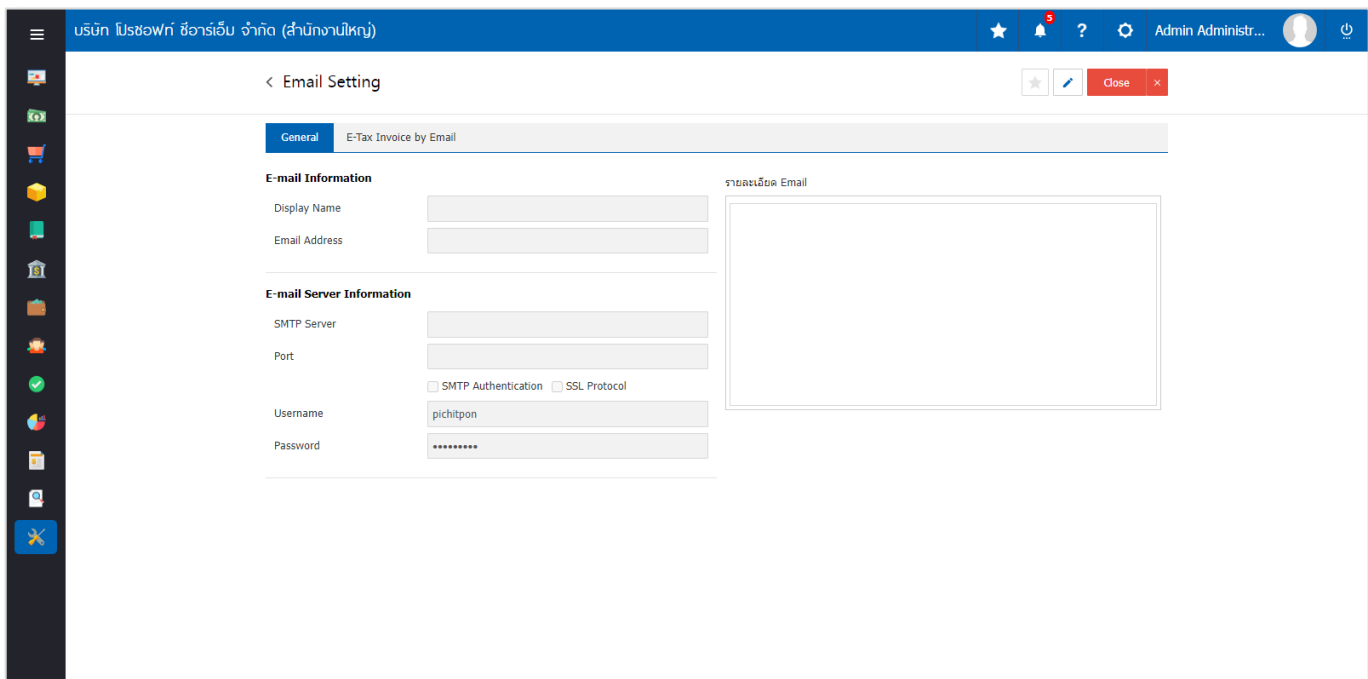 บริษัท โปรซอฟท์ ซีอาร์เอ็ม จำกัด (สำนักงานใหญ่)
5
?
Admin Administr...
< Email Setting
Close ×
General
E-Tax Invoice by Email
E-mail Information
Display Name
Email Address
E-mail Server Information
SMTP Server
Port
SMTP Authentication
SSL Protocol
Username
pichitpon
Password
•••••••••
รายละเอียด Email